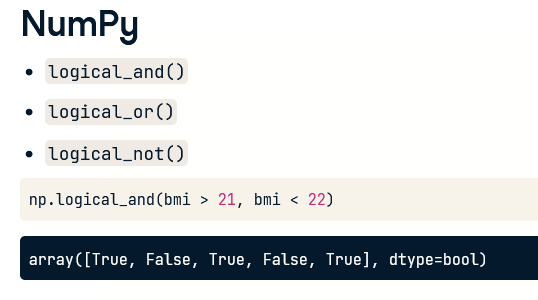 NumPy
logical_and()
logical_or()
logical_not()
np.logical_and(bmi > 21, bmi < 22)
array([True, False, True, False, True], dtype=bool)